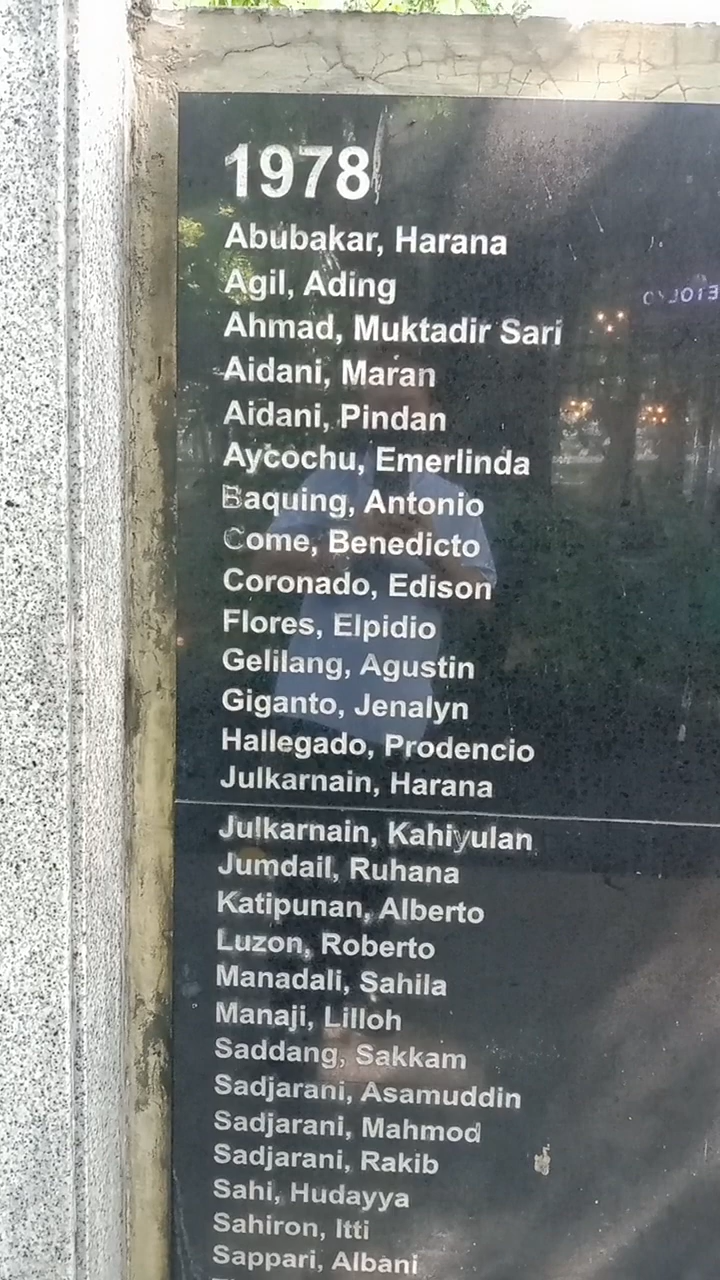 1978
Abubakar, Harana
Agil, Ading
Ahmad, Muktadir Sari
Aidani, Maran
Aidani, Pindan
Aycochu, Emerlinda
Baquing, Antonio
Come, Benedicto
Coronado, Edison
Flores, Elpidio
Gelilang, Agustin
Giganto, Jenalyn
Hallegado, Prodencio
Julkarnain, Harana
Julkarnain, Kahiyulan
Jumdail, Ruhana
Katipunan, Alberto
Luzon, Roberto
Manadali, Sahila
Manaji, Lilloh
Saddang, Sakkam
Sadjarani, Asamuddin
Sadjarani, Mahmod
Sadjarani, Rakib
Sahi, Hudayya
Sahiron, Itti
Sappari, Albani